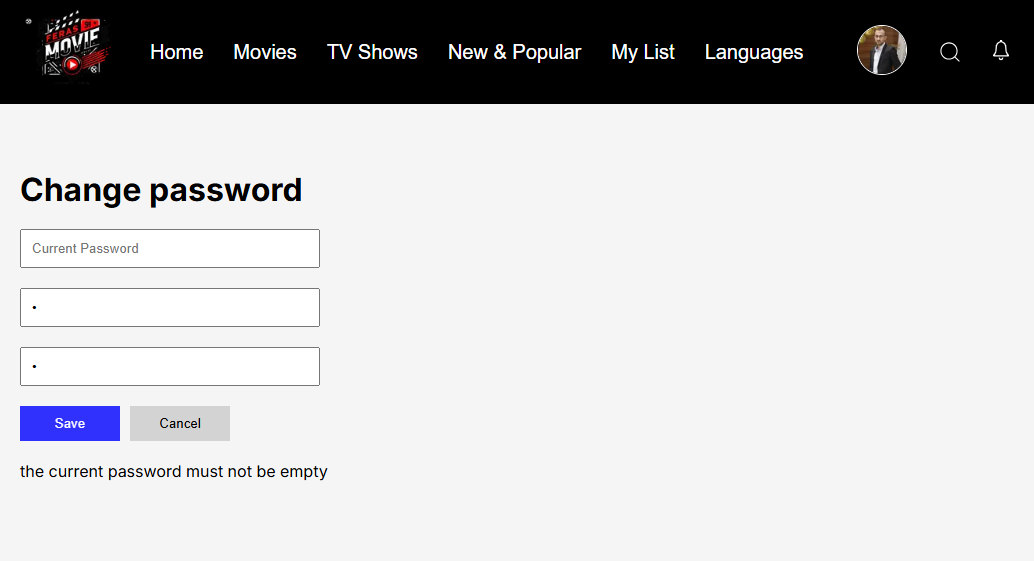 FERAS
MOVIE
Home Movies TV Shows New & Popular My List Languages
Change password
Current Password
Save Cancel
the current password must not be empty